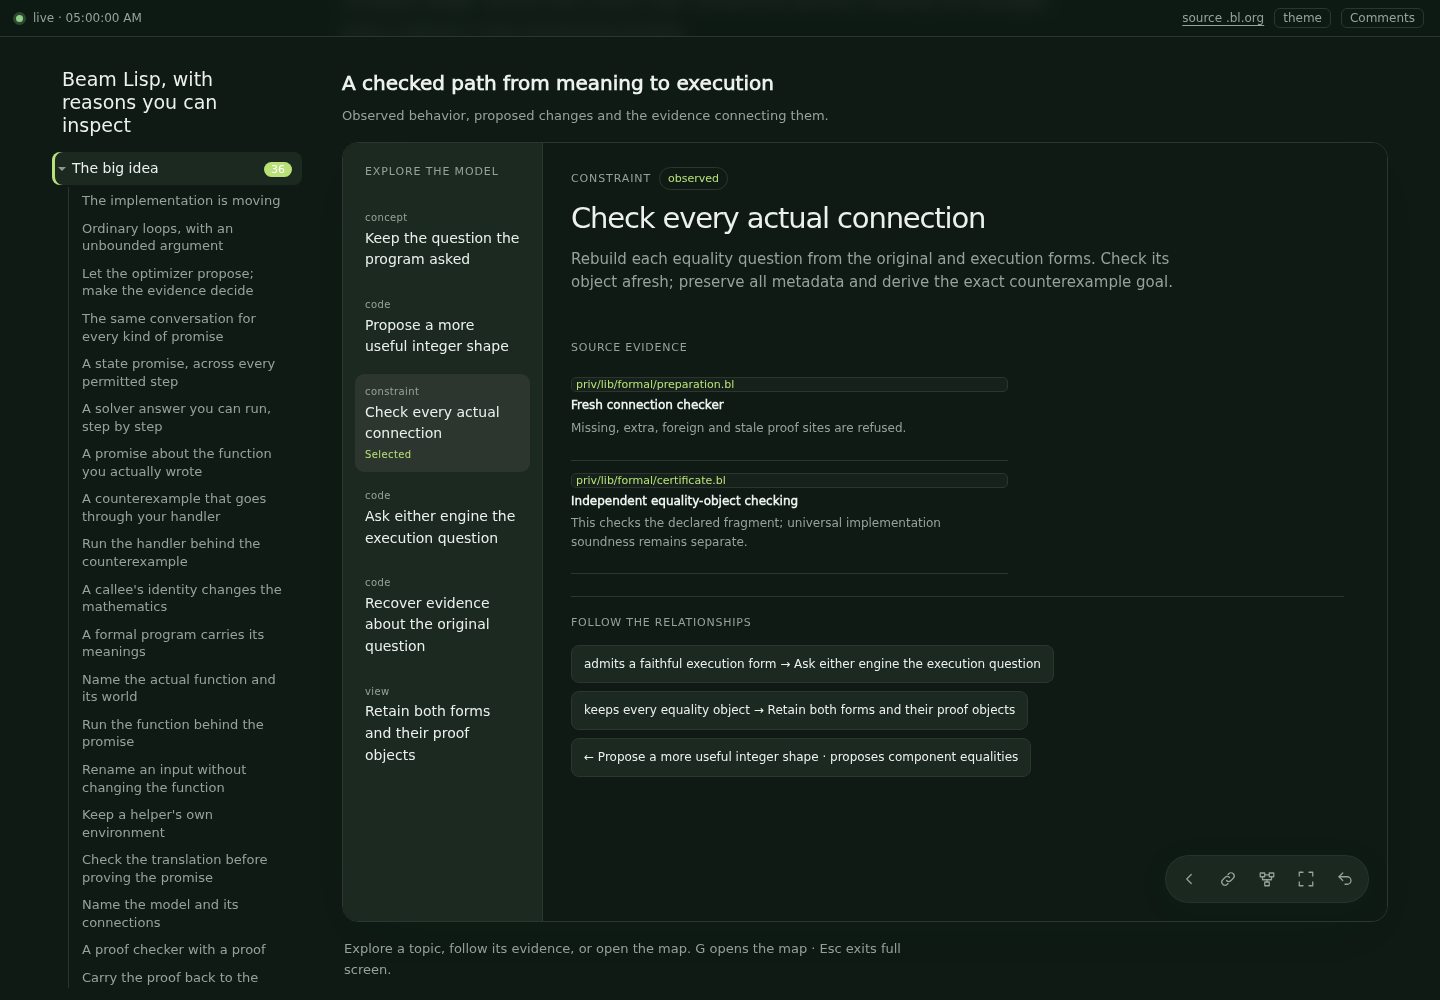 live · 05:00:00 AM
source .bl.org
theme
Comments
Beam Lisp, with
reasons you can
inspect
The big idea
36
The implementation is moving
Ordinary loops, with an
unbounded argument
Let the optimizer propose;
make the evidence decide
The same conversation for
every kind of promise
A state promise, across every
permitted step
A solver answer you can run,
step by step
A promise about the function
you actually wrote
A counterexample that goes
through your handler
Run the handler behind the
counterexample
A callee's identity changes the
mathematics
A formal program carries its
meanings
Name the actual function and
its world
Run the function behind the
promise
Rename an input without
changing the function
Keep a helper's own
environment
Check the translation before
proving the promise
Name the model and its
connections
A proof checker with a proof
Carry the proof back to the
A checked path from meaning to execution
Observed behavior, proposed changes and the evidence connecting them.
EXPLORE THE MODEL
concept
Keep the question the
program asked
code
Propose a more
useful integer shape
constraint
Check every actual
connection
Selected
code
Ask either engine the
execution question
code
Recover evidence
about the original
question
view
Retain both forms
and their proof
objects
CONSTRAINT
observed
Check every actual connection
Rebuild each equality question from the original and execution forms. Check its
object afresh; preserve all metadata and derive the exact counterexample goal.
SOURCE EVIDENCE
priv/lib/formal/preparation.bl
Fresh connection checker
Missing, extra, foreign and stale proof sites are refused.
priv/lib/formal/certificate.bl
Independent equality-object checking
This checks the declared fragment; universal implementation
soundness remains separate.
FOLLOW THE RELATIONSHIPS
admits a faithful execution form → Ask either engine the execution question
keeps every equality object → Retain both forms and their proof objects
← Propose a more useful integer shape · proposes component equalities
Explore a topic, follow its evidence, or open the map. G opens the map · Esc exits full
screen.